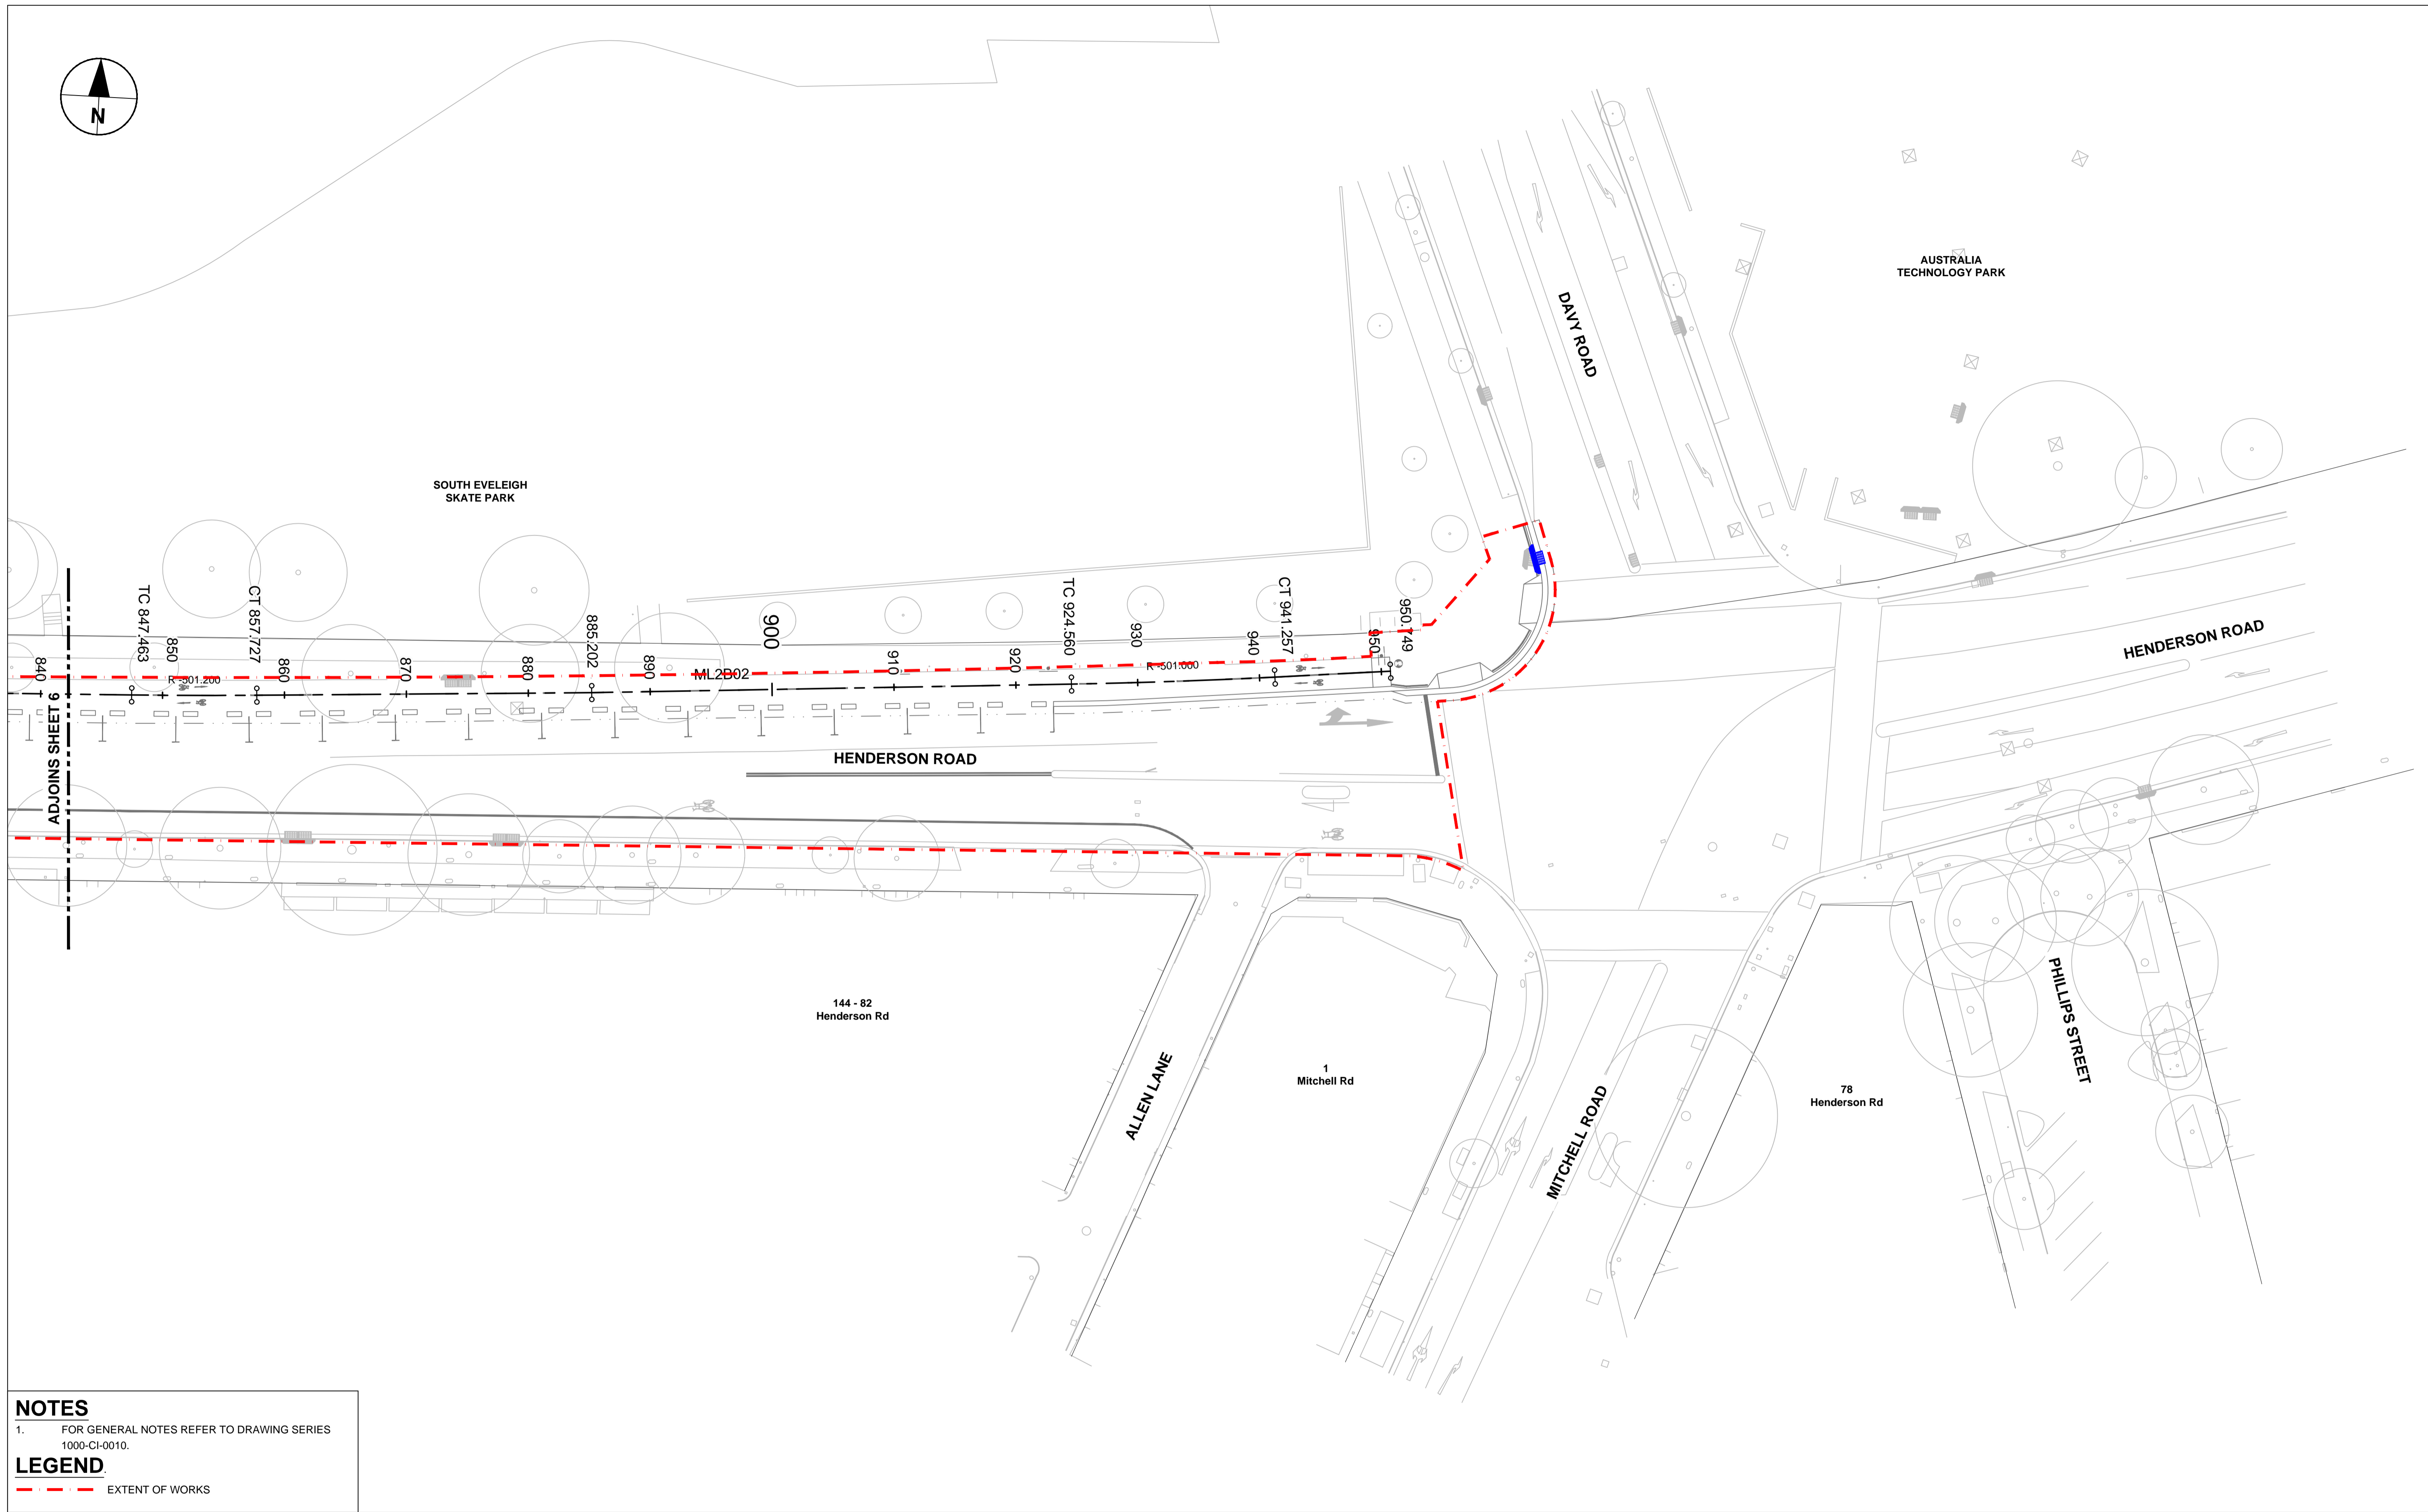 N
AUSTRALIA
TECHNOLOGY PARK
DAVY ROAD
SOUTH EVELEIGH
SKATE PARK
HENDERSON ROAD
TC 847.463
CT 857.727
885.202
TC 924.560
CT 941.257
950.749
840
850
860
870
880
890
900
910
920
930
940
950
R -501.200
ML2D02
R -501.000
ADJOINS SHEET 6
HENDERSON ROAD
144 - 82
Henderson Rd
ALLEN LANE
1
Mitchell Rd
MITCHELL ROAD
78
Henderson Rd
PHILLIPS STREET
NOTES
1. FOR GENERAL NOTES REFER TO DRAWING SERIES
1000-CI-0010.
LEGEND.
EXTENT OF WORKS